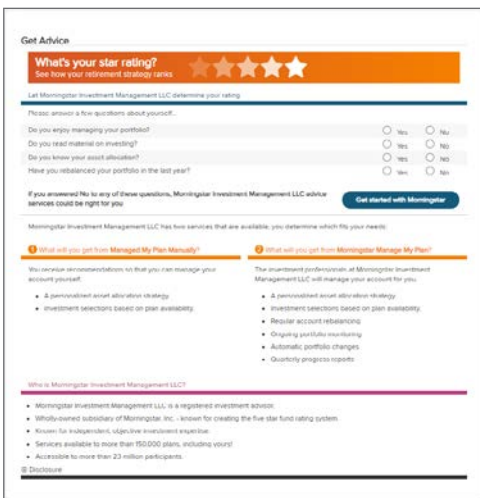 Get Advice
What's your star rating?
See how your retirement strategy ranks
Let Morningstar Investment Management LLC determine your rating
Please answer a few questions about yourself...
Do you enjoy managing your portfolio? Yes No
Do you read material on investing? Yes No
Do you know your asset allocation? Yes No
Have you rebalanced your portfolio in the last year? Yes No
If you answered No to any of these questions, Morningstar Investment Management LLC advice
services could be right for you
Get started with Morningstar
Morningstar Investment Management LLC has two services that are available, you determine which fits your needs:
1 What will you get from Managed My Plan Manually?
You receive recommendations so that you can manage your
account yourself.
• A personalized asset allocation strategy.
• Investment selections based on plan availability.
2 What will you get from Morningstar Manage My Plan?
The investment professionals at Morningstar Investment
Management LLC will manage your account for you.
• A personalized asset allocation strategy
• Investment selections based on plan availability.
• Regular account rebalancing
• Ongoing portfolio monitoring
• Automatic portfolio changes
• Quarterly progress reports
Who is Morningstar Investment Management LLC?
• Morningstar Investment Management LLC is a registered investment advisor.
• Wholly-owned subsidiary of Morningstar, Inc. - known for creating the five star fund rating system.
• Known for independent, objective investment expertise.
• Services available to more than 150,000 plans, including yours!
• Accessible to more than 23 million participants.
⊞ Disclosure